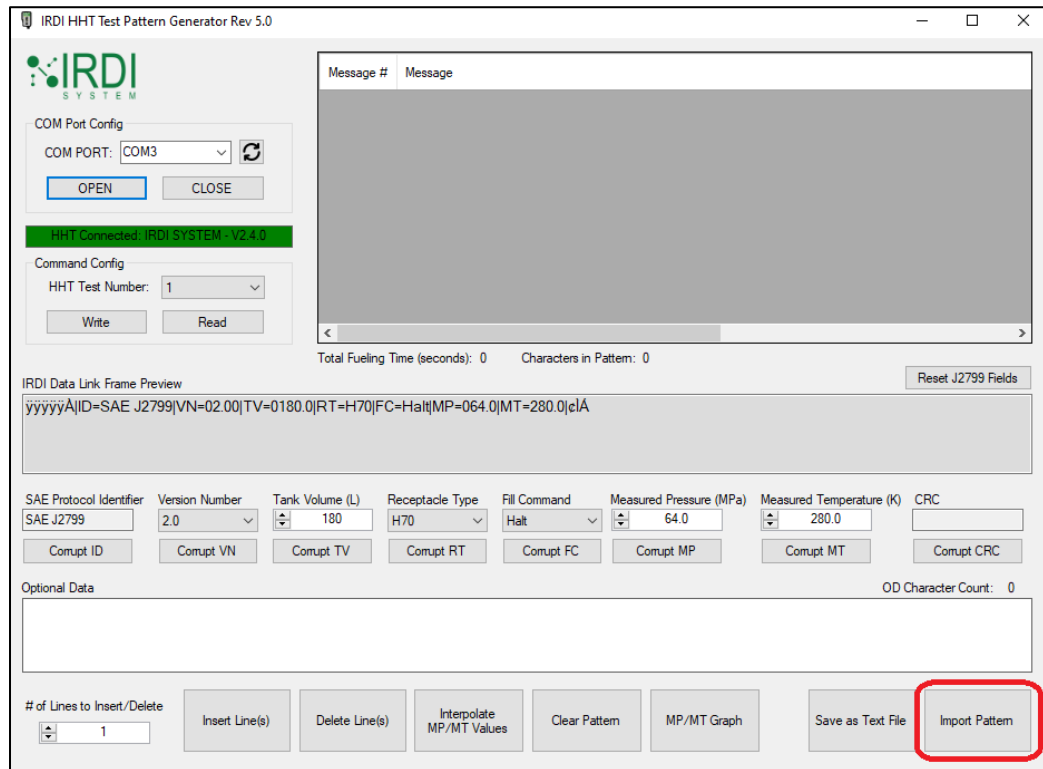 IRDI HHT Test Pattern Generator Rev 5.0
IRDI
SYSTEM
Message # Message
COM Port Config
COM PORT: COM3
OPEN CLOSE
HHT Connected: IRDI SYSTEM - V2.4.0
Command Config
HHT Test Number: 1
Write Read
Total Fueling Time (seconds): 0 Characters in Pattern: 0
Reset J2799 Fields
IRDI Data Link Frame Preview
ÿÿÿÿÿÀ|ID=SAE J2799|VN=02.00|TV=0180.0|RT=H70|FC=Halt|MP=064.0|MT=280.0|¢ÌÁ
SAE Protocol Identifier Version Number Tank Volume (L) Receptacle Type Fill Command Measured Pressure (MPa) Measured Temperature (K) CRC
SAE J2799 2.0 180 H70 Halt 64.0 280.0
Corrupt ID Corrupt VN Corrupt TV Corrupt RT Corrupt FC Corrupt MP Corrupt MT Corrupt CRC
Optional Data OD Character Count: 0
# of Lines to Insert/Delete
1
Insert Line(s) Delete Line(s) Interpolate MP/MT Values Clear Pattern MP/MT Graph Save as Text File Import Pattern